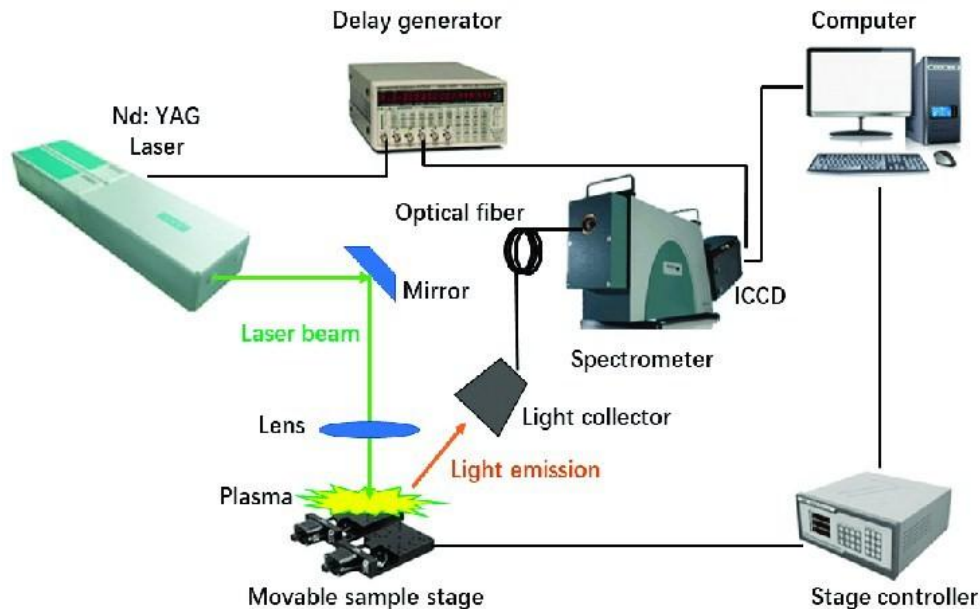 Delay generator
Computer
Nd: YAG
Laser
Optical fiber
Mirror
ICCD
Laser beam
Spectrometer
Lens
Light collector
Light emission
Plasma
Movable sample stage
Stage controller